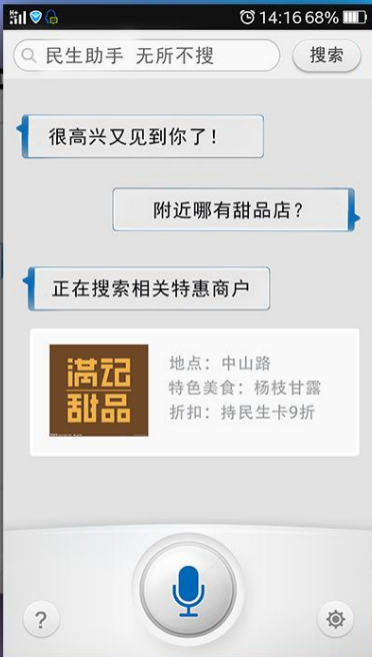 14:16 68%
民生助手 无所不搜
搜索
很高兴又见到你了！
附近哪有甜品店？
正在搜索相关特惠商户
满记
甜品
地点：中山路
特色美食：杨枝甘露
折扣：持民生卡9折
?